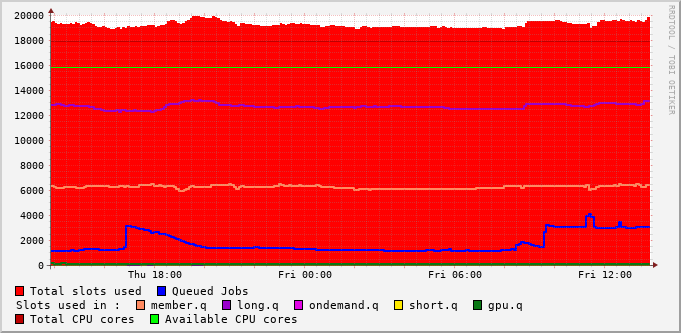 20000
18000
16000
14000
12000
10000
8000
6000
4000
2000
0
Thu 18:00 Fri 00:00 Fri 06:00 Fri 12:00
RRDTOOL / TOBI OETIKER
Total slots used Queued Jobs
Slots used in : member.q long.q ondemand.q short.q gpu.q
Total CPU cores Available CPU cores